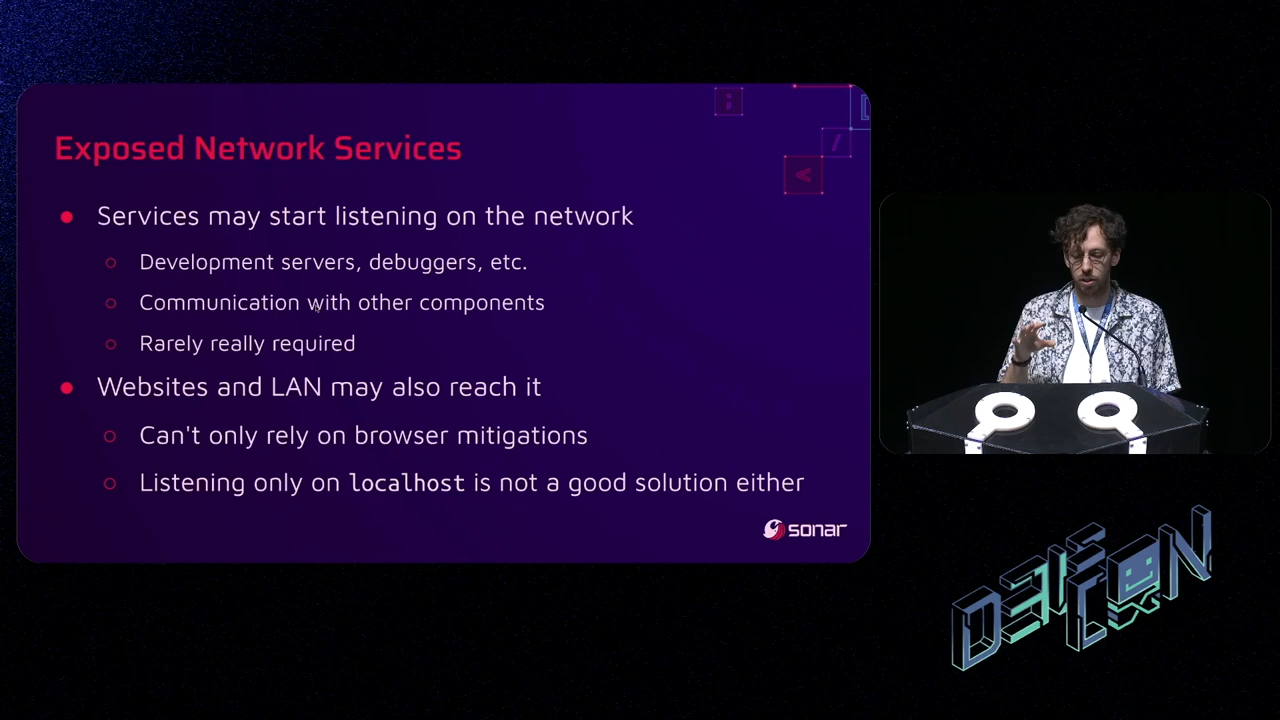 Exposed Network Services
Services may start listening on the network
Development servers, debuggers, etc.
Communication with other components
Rarely really required
Websites and LAN may also reach it
Can't only rely on browser mitigations
Listening only on localhost is not a good solution either
sonar
DEF CON